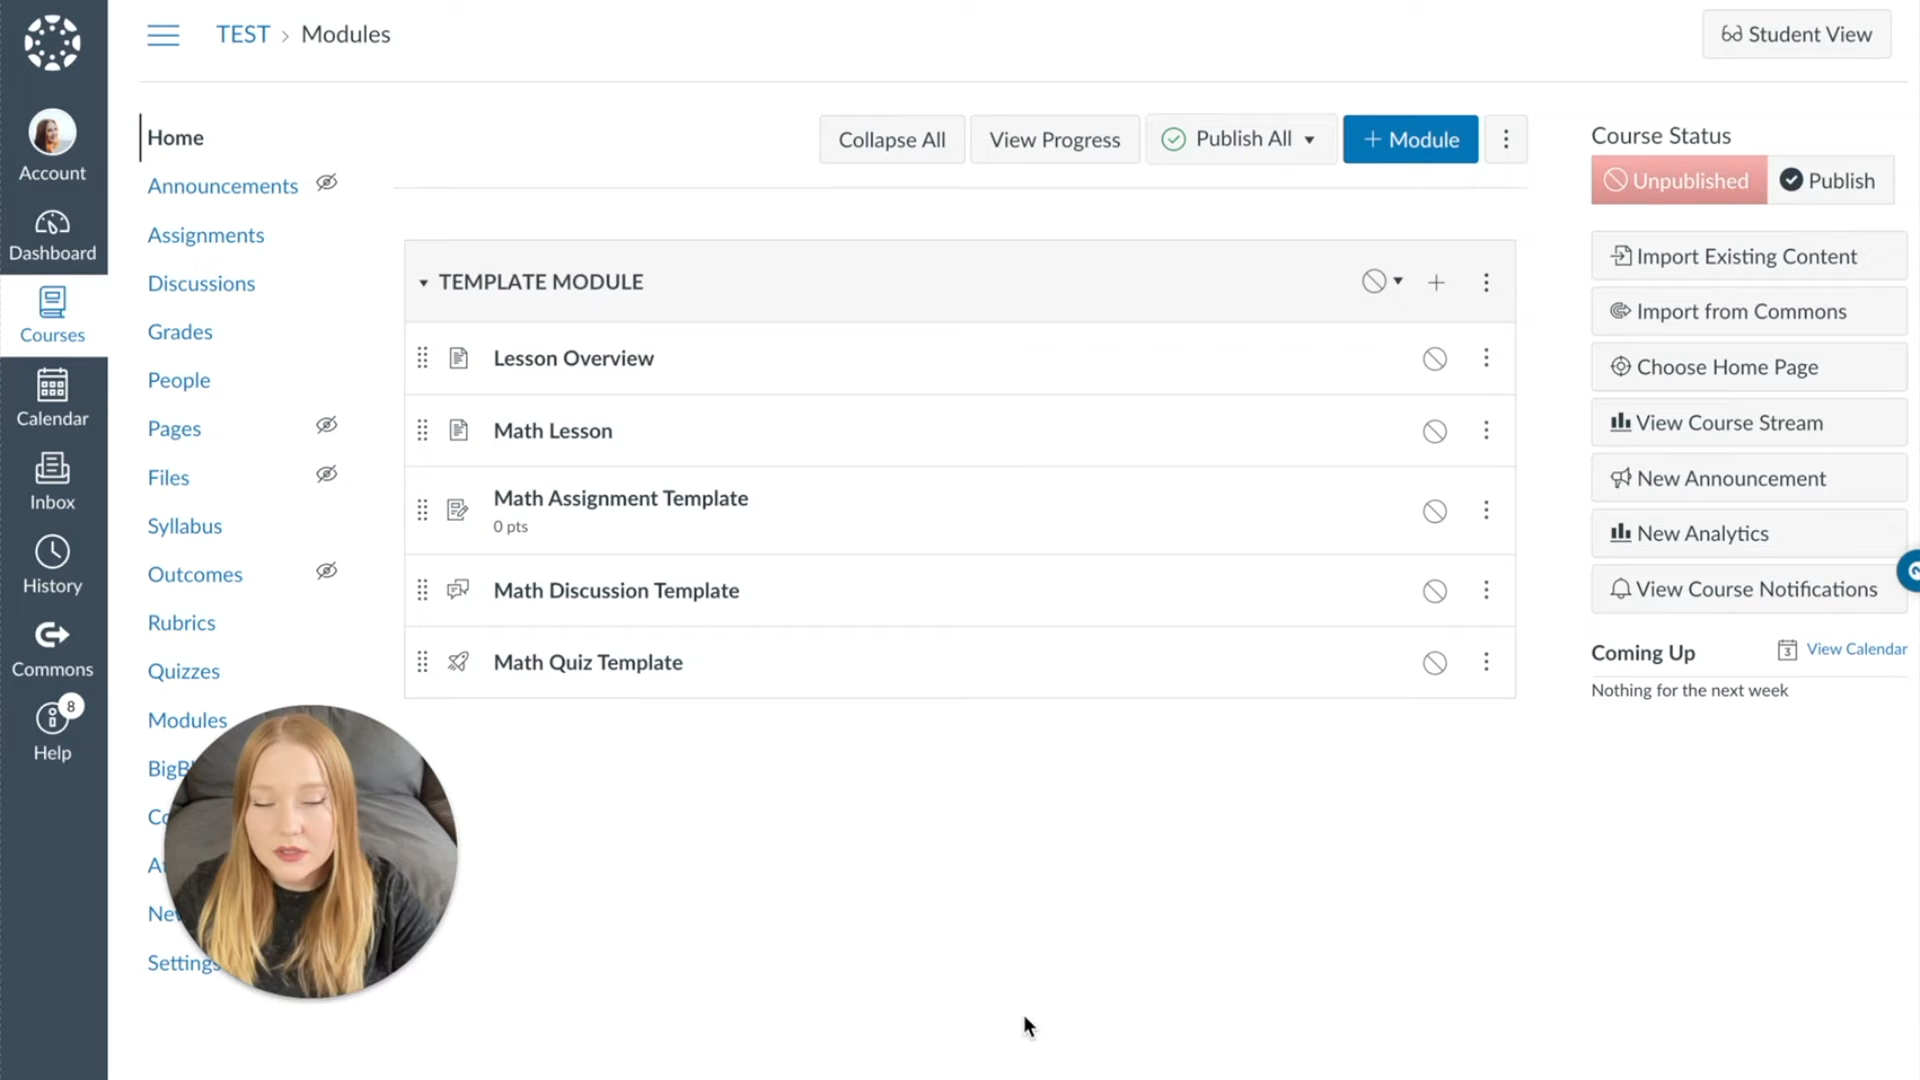 TEST › Modules
Student View
Account
Dashboard
Courses
Calendar
Inbox
History
Commons
8
Help
Home
Announcements
Assignments
Discussions
Grades
People
Pages
Files
Syllabus
Outcomes
Rubrics
Quizzes
Modules
BigB
Settings
Collapse All
View Progress
Publish All
+ Module
TEMPLATE MODULE
Lesson Overview
Math Lesson
Math Assignment Template
0 pts
Math Discussion Template
Math Quiz Template
Course Status
Unpublished
Publish
Import Existing Content
Import from Commons
Choose Home Page
View Course Stream
New Announcement
New Analytics
View Course Notifications
Coming Up
3 View Calendar
Nothing for the next week